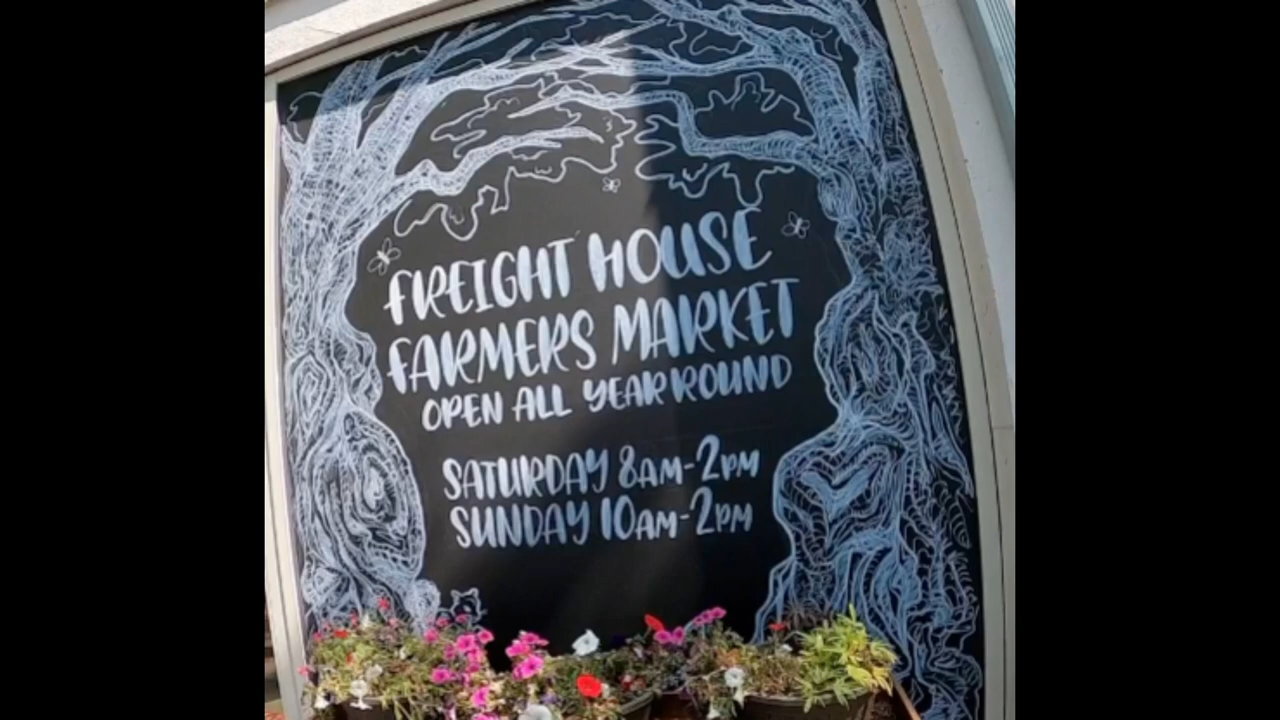 FREIGHT HOUSE
FARMERS MARKET
OPEN ALL YEAR ROUND
SATURDAY 8AM-2PM
SUNDAY 10AM-2PM